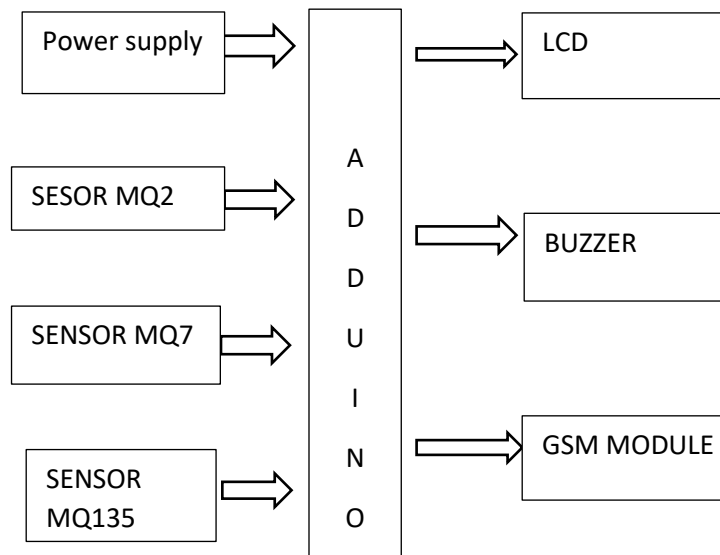 Power supply
SESOR MQ2
SENSOR MQ7
SENSOR
MQ135
A
D
D
U
I
N
O
LCD
BUZZER
GSM MODULE